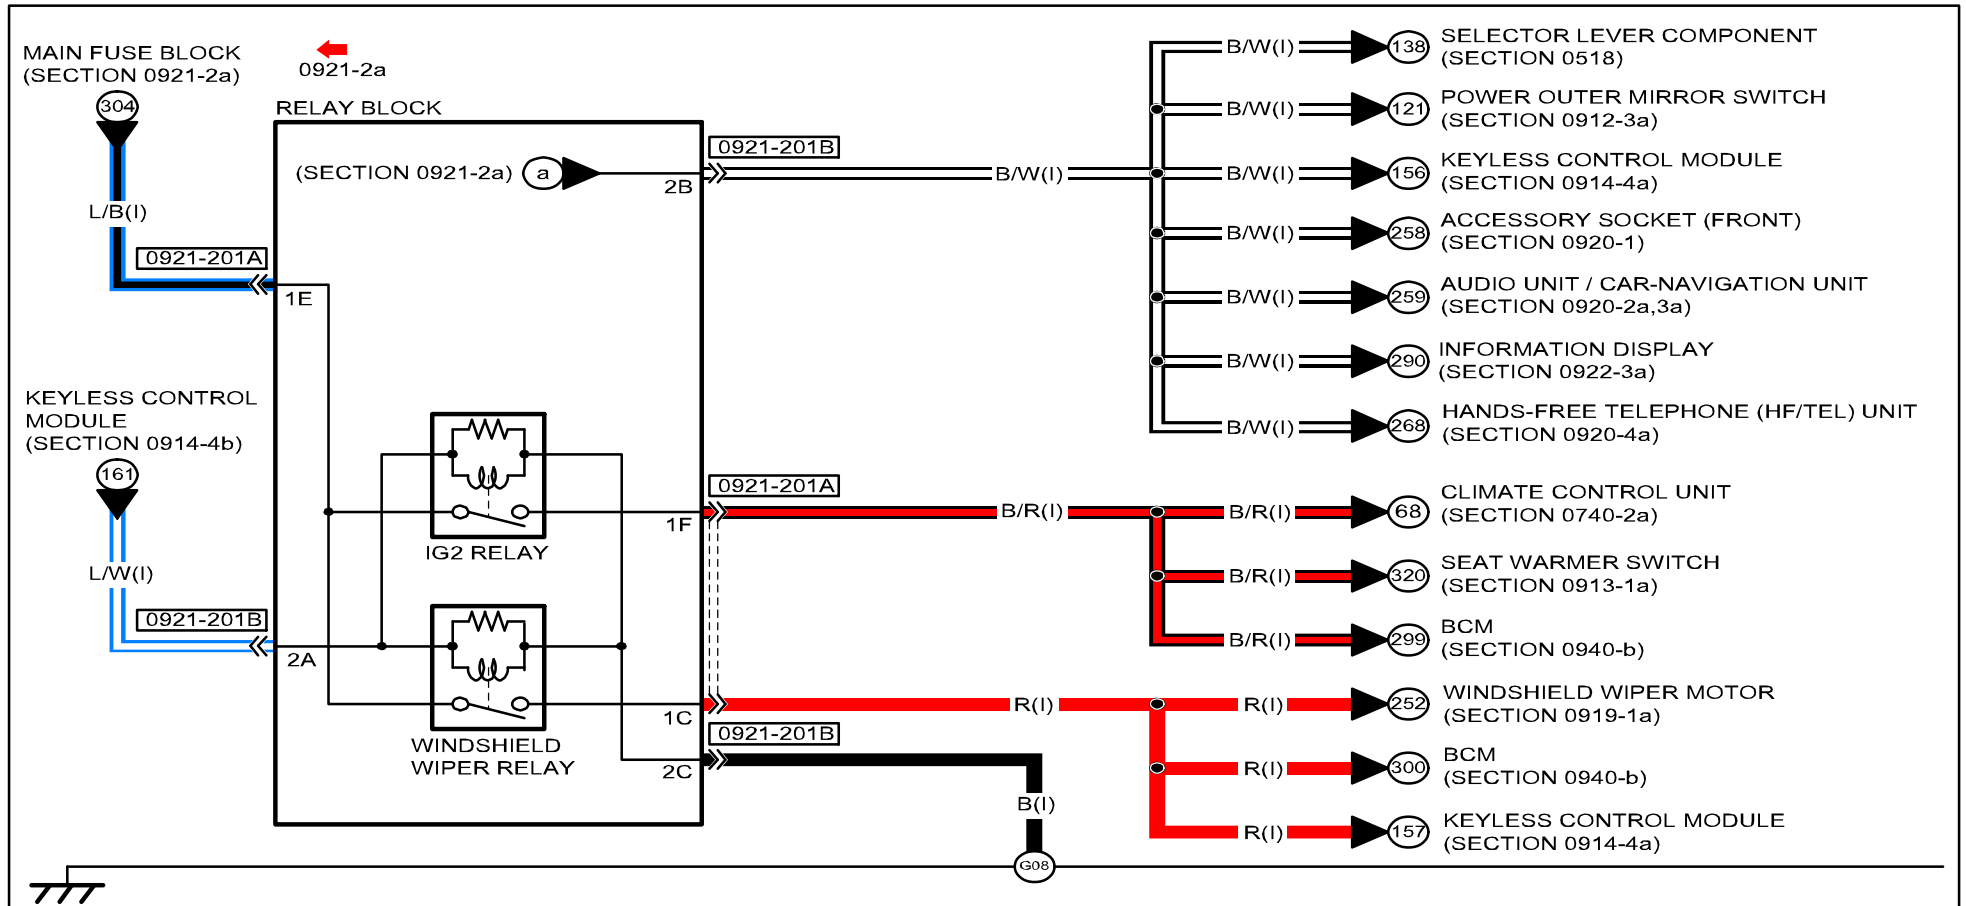 MAIN FUSE BLOCK
(SECTION 0921-2a)
304
L/B(I)
0921-201A
0921-2a
RELAY BLOCK
(SECTION 0921-2a)
a
2B
1E
KEYLESS CONTROL
MODULE
(SECTION 0914-4b)
161
L/W(I)
0921-201B
2A
IG2 RELAY
WINDSHIELD
WIPER RELAY
1F
1C
2C
0921-201B
B/W(I)
0921-201A
B/R(I)
R(I)
0921-201B
B(I)
G08
B/W(I)
138
SELECTOR LEVER COMPONENT
(SECTION 0518)
B/W(I)
121
POWER OUTER MIRROR SWITCH
(SECTION 0912-3a)
B/W(I)
156
KEYLESS CONTROL MODULE
(SECTION 0914-4a)
B/W(I)
258
ACCESSORY SOCKET (FRONT)
(SECTION 0920-1)
B/W(I)
259
AUDIO UNIT / CAR-NAVIGATION UNIT
(SECTION 0920-2a,3a)
B/W(I)
290
INFORMATION DISPLAY
(SECTION 0922-3a)
B/W(I)
268
HANDS-FREE TELEPHONE (HF/TEL) UNIT
(SECTION 0920-4a)
B/R(I)
68
CLIMATE CONTROL UNIT
(SECTION 0740-2a)
B/R(I)
320
SEAT WARMER SWITCH
(SECTION 0913-1a)
B/R(I)
299
BCM
(SECTION 0940-b)
R(I)
252
WINDSHIELD WIPER MOTOR
(SECTION 0919-1a)
R(I)
300
BCM
(SECTION 0940-b)
R(I)
157
KEYLESS CONTROL MODULE
(SECTION 0914-4a)